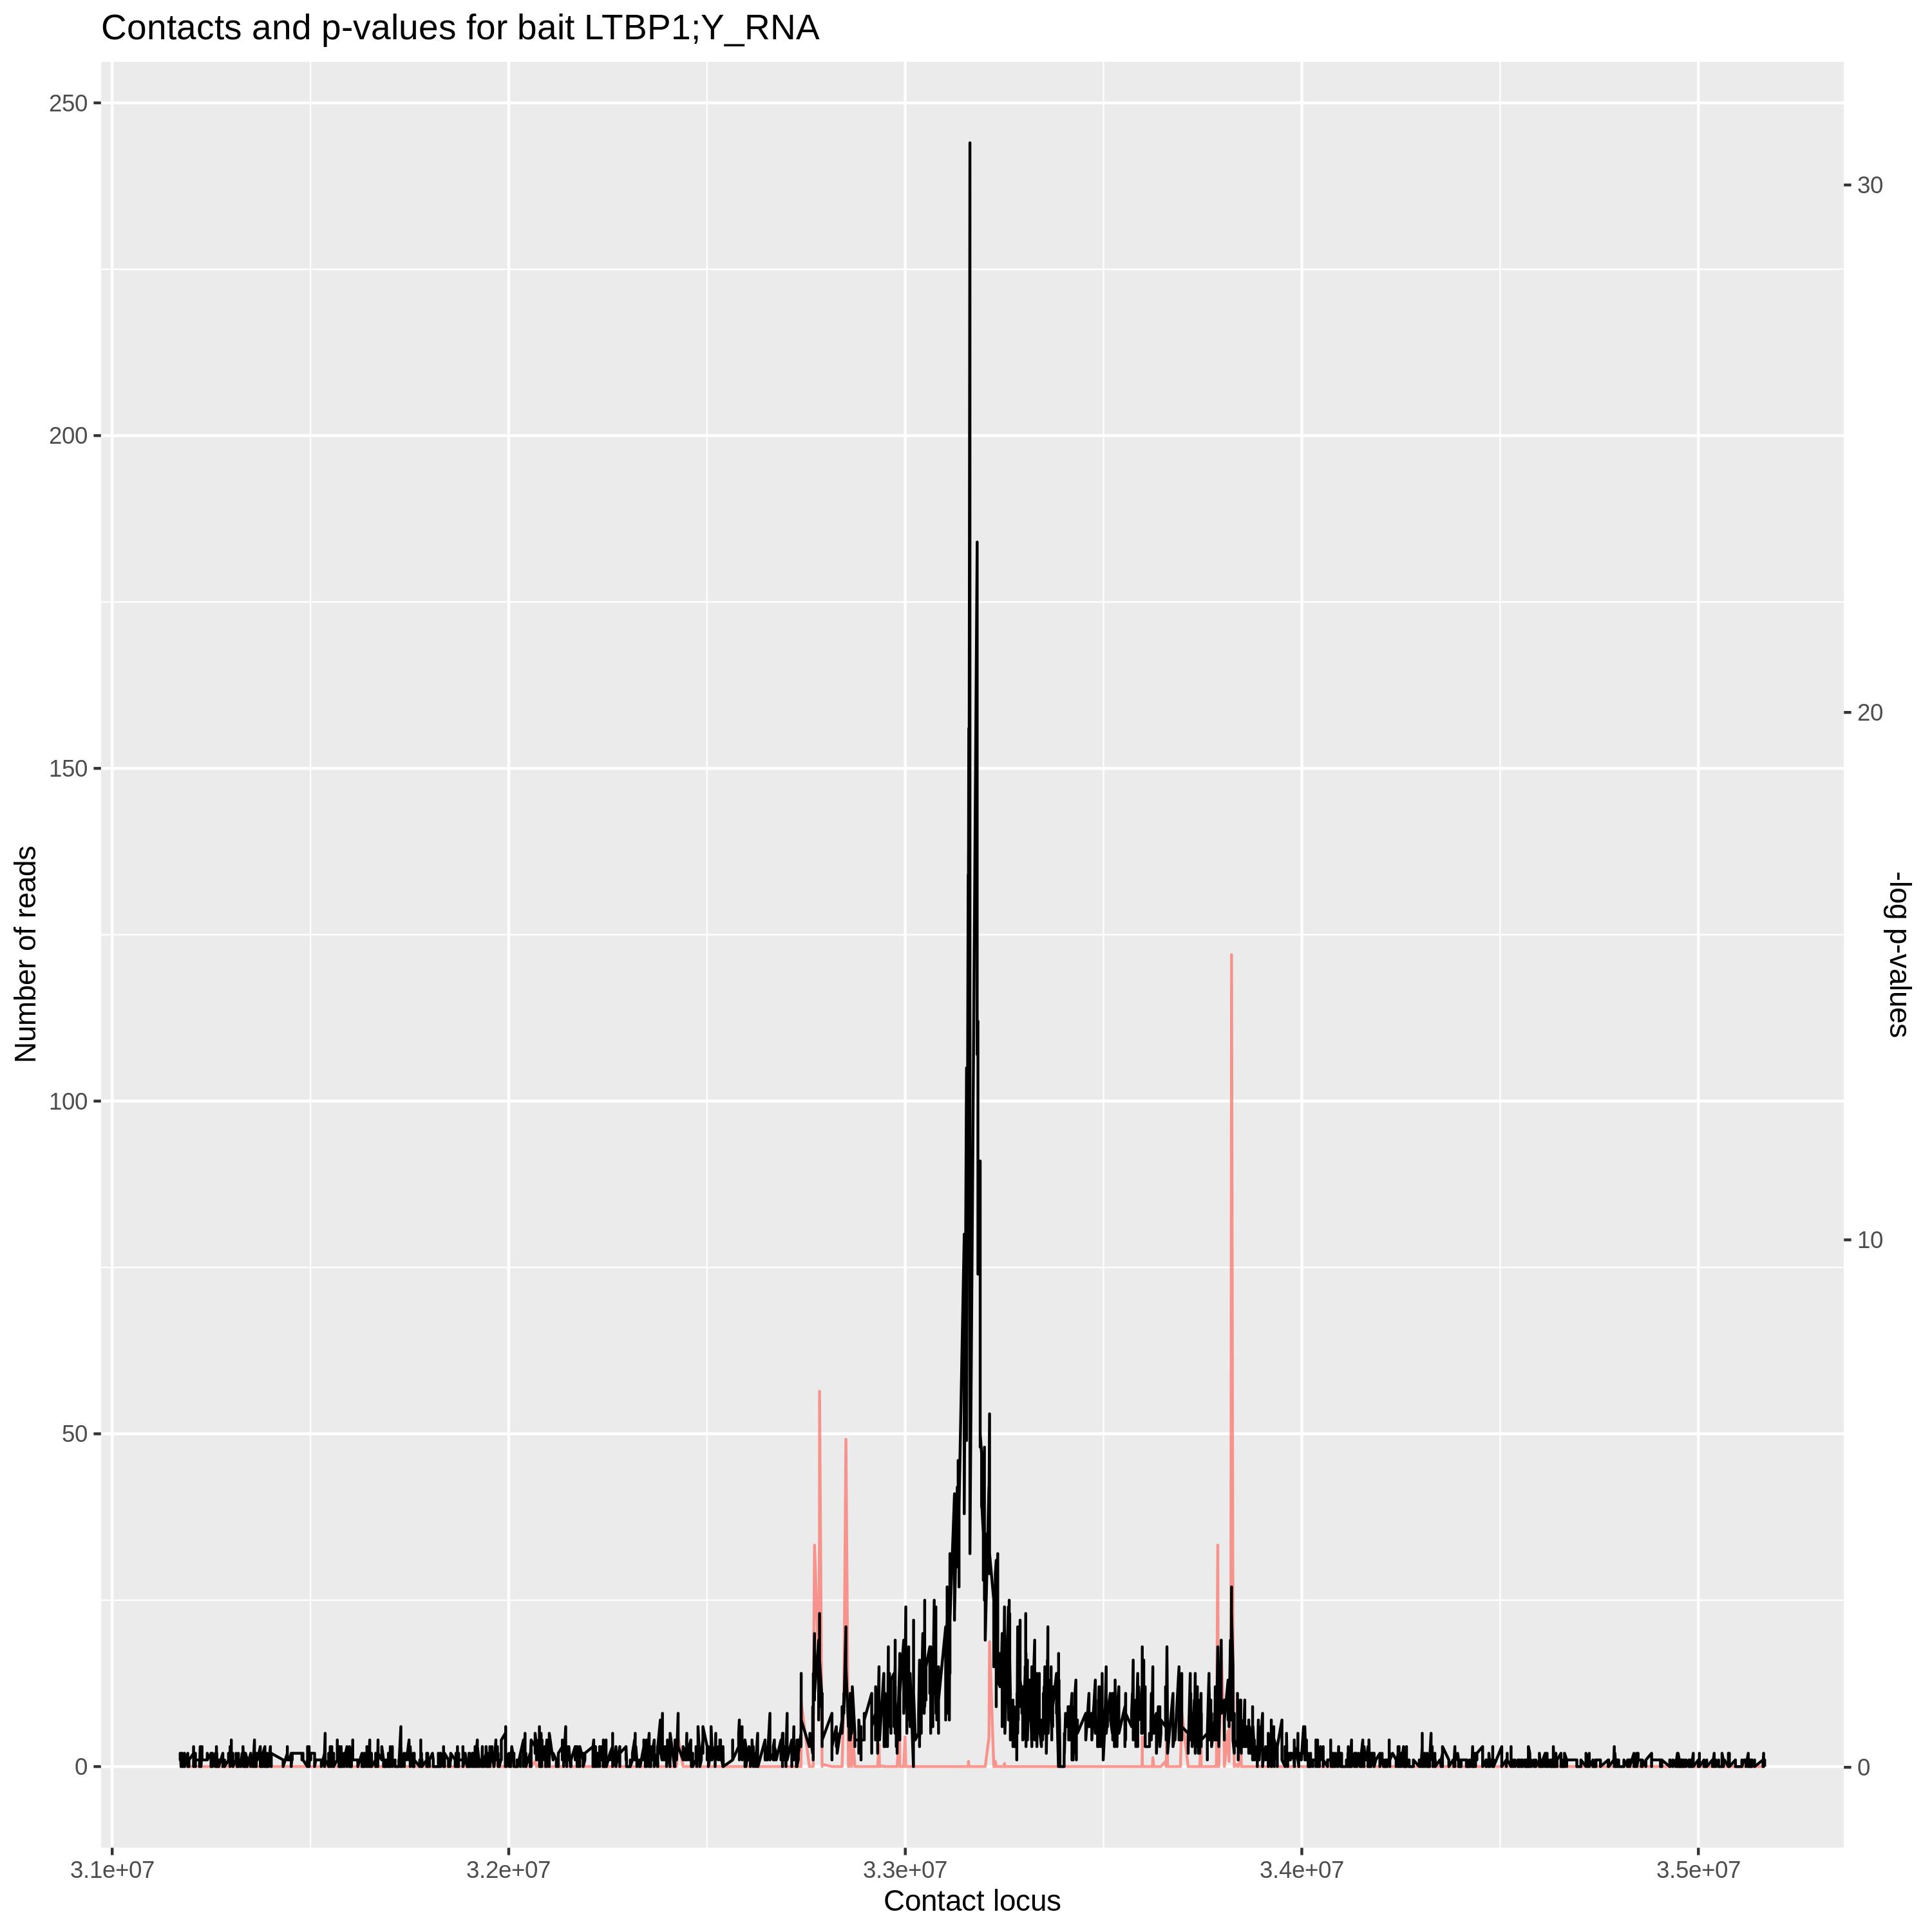 Contacts and p-values for bait LTBP1;Y_RNA
250
200
150
100
50
0
Number of reads
30
20
10
0
-log p-values
3.1e+07
3.2e+07
3.3e+07
3.4e+07
3.5e+07
Contact locus